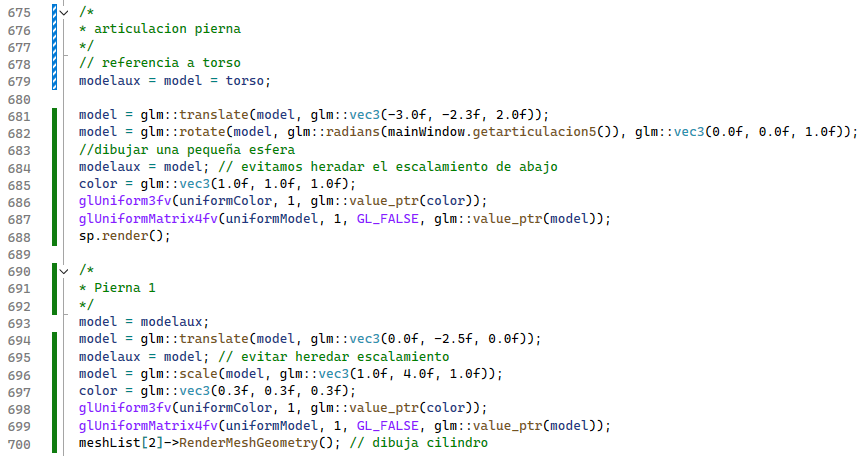 675 /*
676 * articulacion pierna
677 */
678 // referencia a torso
679 modelaux = model = torso;
680
681 model = glm::translate(model, glm::vec3(-3.0f, -2.3f, 2.0f));
682 model = glm::rotate(model, glm::radians(mainWindow.getarticulacion5()), glm::vec3(0.0f, 0.0f, 1.0f));
683 //dibujar una pequeña esfera
684 modelaux = model; // evitamos heradar el escalamiento de abajo
685 color = glm::vec3(1.0f, 1.0f, 1.0f);
686 glUniform3fv(uniformColor, 1, glm::value_ptr(color));
687 glUniformMatrix4fv(uniformModel, 1, GL_FALSE, glm::value_ptr(model));
688 sp.render();
689
690 /*
691 * Pierna 1
692 */
693 model = modelaux;
694 model = glm::translate(model, glm::vec3(0.0f, -2.5f, 0.0f));
695 modelaux = model; // evitar heredar escalamiento
696 model = glm::scale(model, glm::vec3(1.0f, 4.0f, 1.0f));
697 color = glm::vec3(0.3f, 0.3f, 0.3f);
698 glUniform3fv(uniformColor, 1, glm::value_ptr(color));
699 glUniformMatrix4fv(uniformModel, 1, GL_FALSE, glm::value_ptr(model));
700 meshList[2]->RenderMeshGeometry(); // dibuja cilindro